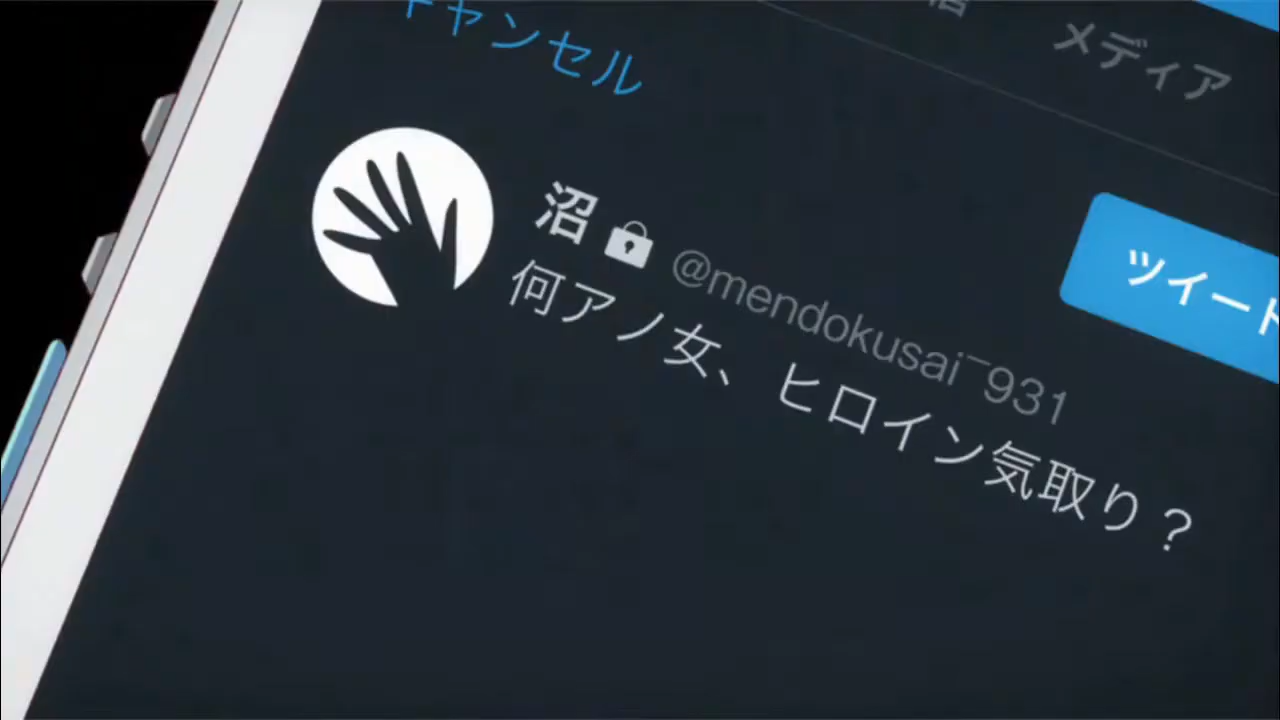 キャンセル
メディア
沼 @mendokusai_931
ツイート
何アノ女、ヒロイン気取り？